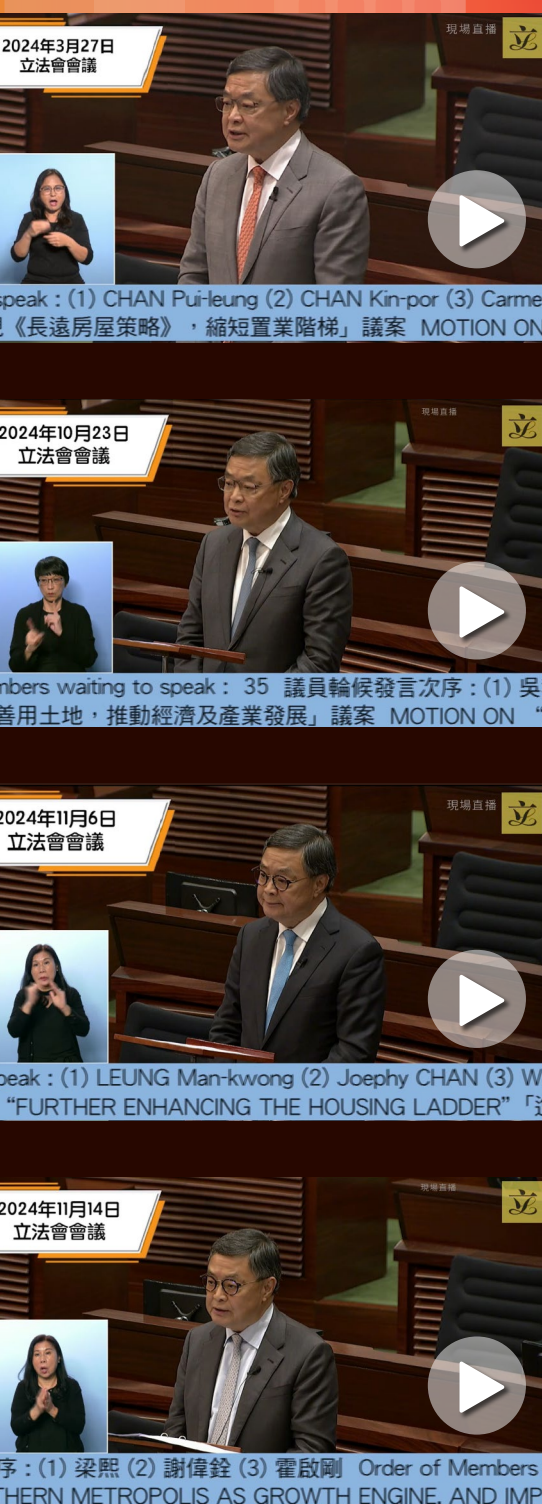 2024年3月27日
立法會會議
現場直播
立
speak : (1) CHAN Pui-leung (2) CHAN Kin-por (3) Carme
《長遠房屋策略》，縮短置業階梯」議案 MOTION ON
2024年10月23日
立法會會議
現場直播
立
mbers waiting to speak : 35 議員輪候發言次序 : (1) 吳
善用土地，推動經濟及產業發展」議案 MOTION ON “
2024年11月6日
立法會會議
現場直播
立
peak : (1) LEUNG Man-kwong (2) Joephy CHAN (3) W
“FURTHER ENHANCING THE HOUSING LADDER” 「
2024年11月14日
立法會會議
現場直播
立
序 : (1) 梁熙 (2) 謝偉銓 (3) 霍啟剛 Order of Members
THERN METROPOLIS AS GROWTH ENGINE, AND IMP